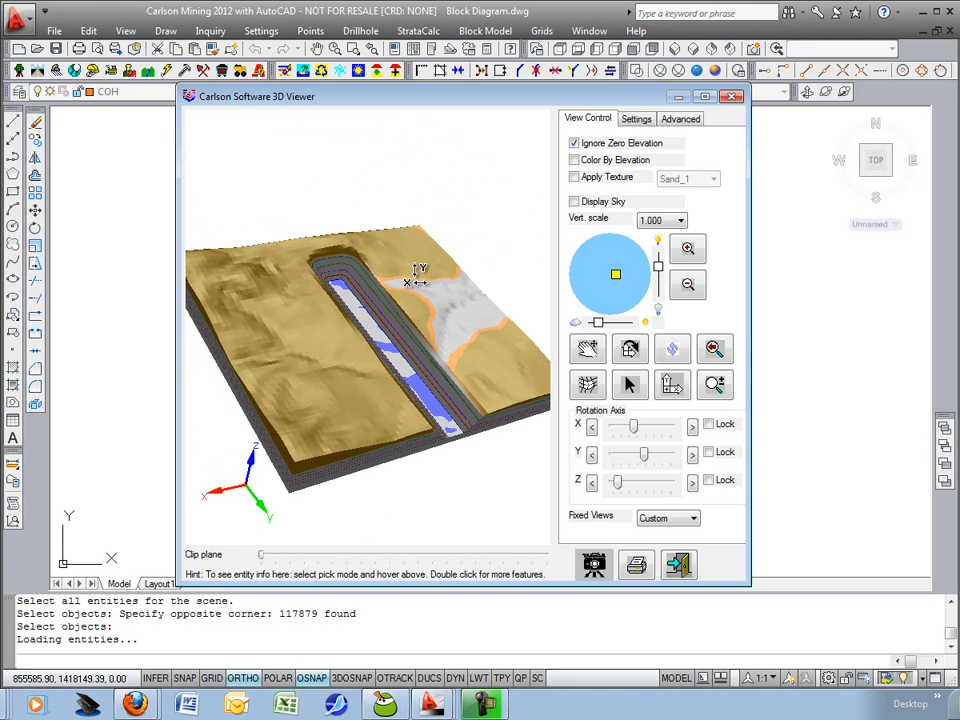 Carlson Mining 2012 with AutoCAD - NOT FOR RESALE [CRD: NONE] Block Diagram.dwg
Type a keyword or phrase
File Edit View Draw Inquiry Settings Points Drillhole StrataCalc Block Model Grids Window Help
COH
Carlson Software 3D Viewer
View Control Settings Advanced
Ignore Zero Elevation
Color By Elevation
Apply Texture Sand_1
Display Sky
Vert. scale 1.000
N
W TOP E
S
Unnamed
Y
X
Rotation Axis
X < > Lock
Y < > Lock
Z < > Lock
Fixed Views Custom
Z
X
Y
Clip plane
Hint: To see entity info here: select pick mode and hover above. Double click for more features.
Y
X
Model Layout1
Select all entities for the scene.
Select objects: Specify opposite corner: 117879 found
Select objects:
Loading entities...
855585.90, 1418149.39, 0.00 INFER SNAP GRID ORTHO POLAR OSNAP 3DOSNAP OTRACK DUCS DYN LWT TPY QP SC MODEL 1:1
Desktop